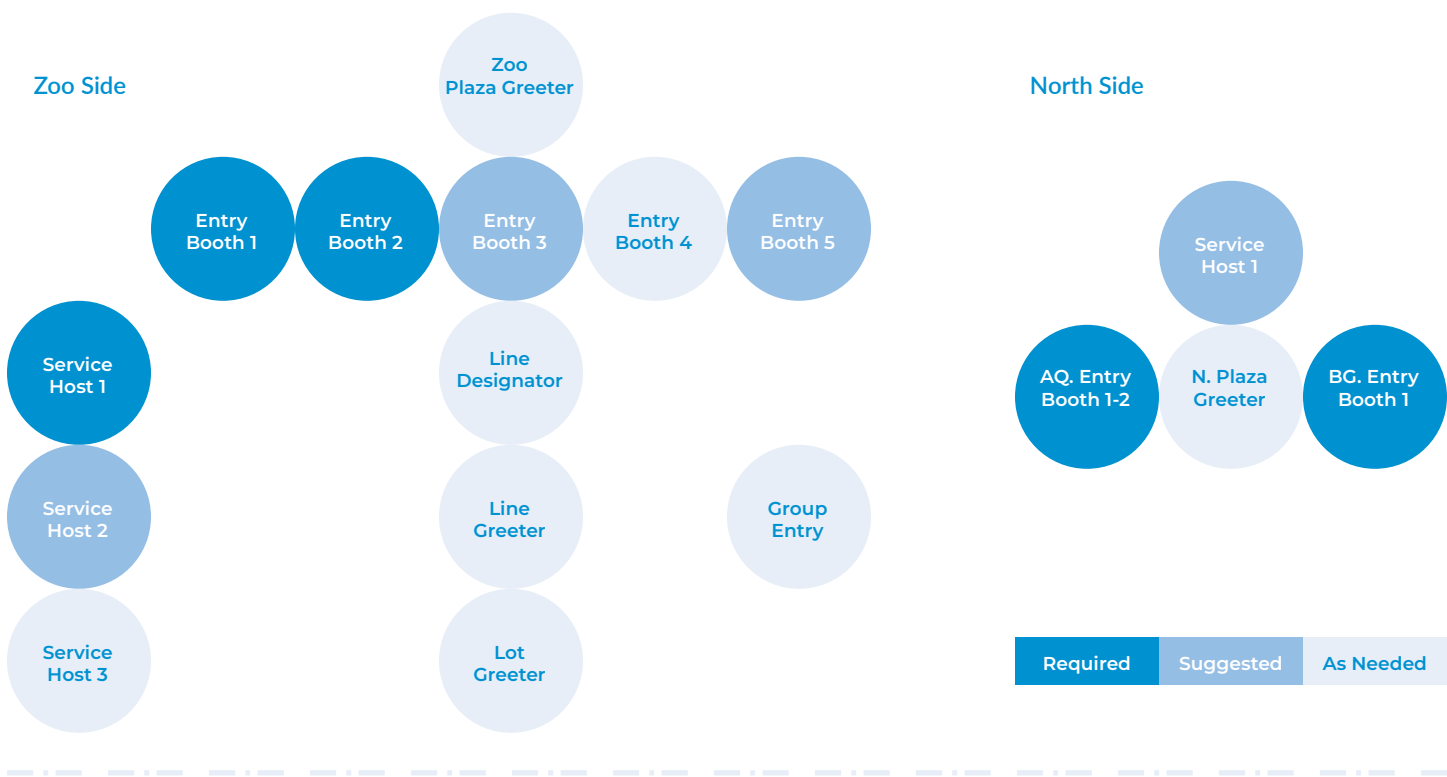 Zoo Side
Zoo
Plaza Greeter
Entry
Booth 1
Entry
Booth 2
Entry
Booth 3
Entry
Booth 4
Entry
Booth 5
Service
Host 1
Line
Designator
Service
Host 2
Line
Greeter
Group
Entry
Service
Host 3
Lot
Greeter
North Side
Service
Host 1
AQ. Entry
Booth 1-2
N. Plaza
Greeter
BG. Entry
Booth 1
Required
Suggested
As Needed